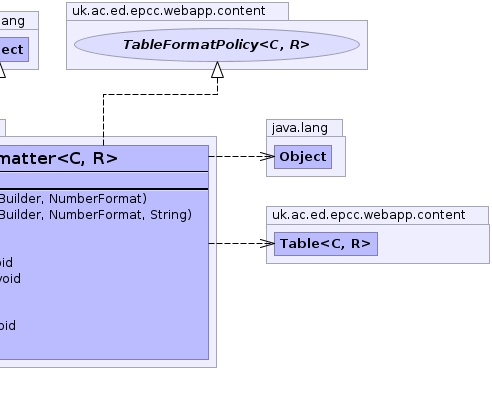 uk.ac.ed.epcc.webapp.content
TableFormatPolicy<C, R>
ang
ect
java.lang
Object
matter<C, R>
Builder, NumberFormat)
Builder, NumberFormat, String)
uk.ac.ed.epcc.webapp.content
Table<C, R>
oid
void
oid